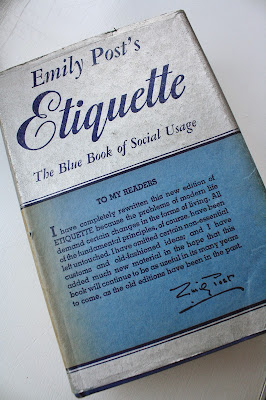 Emily Post's
Etiquette
The Blue Book of Social Usage
TO MY READERS
I have completely rewritten this new edition of
ETIQUETTE because the problems of modern life
demand certain changes in the forms of living. All
of the fundamental principles, of course, have been
left untouched. I have omitted certain non-essential
customs and old-fashioned ideas; and I have
added much new material in the hope that this
book will continue to be as useful in its many years
to come, as the old editions have been in the past.
Emily Post